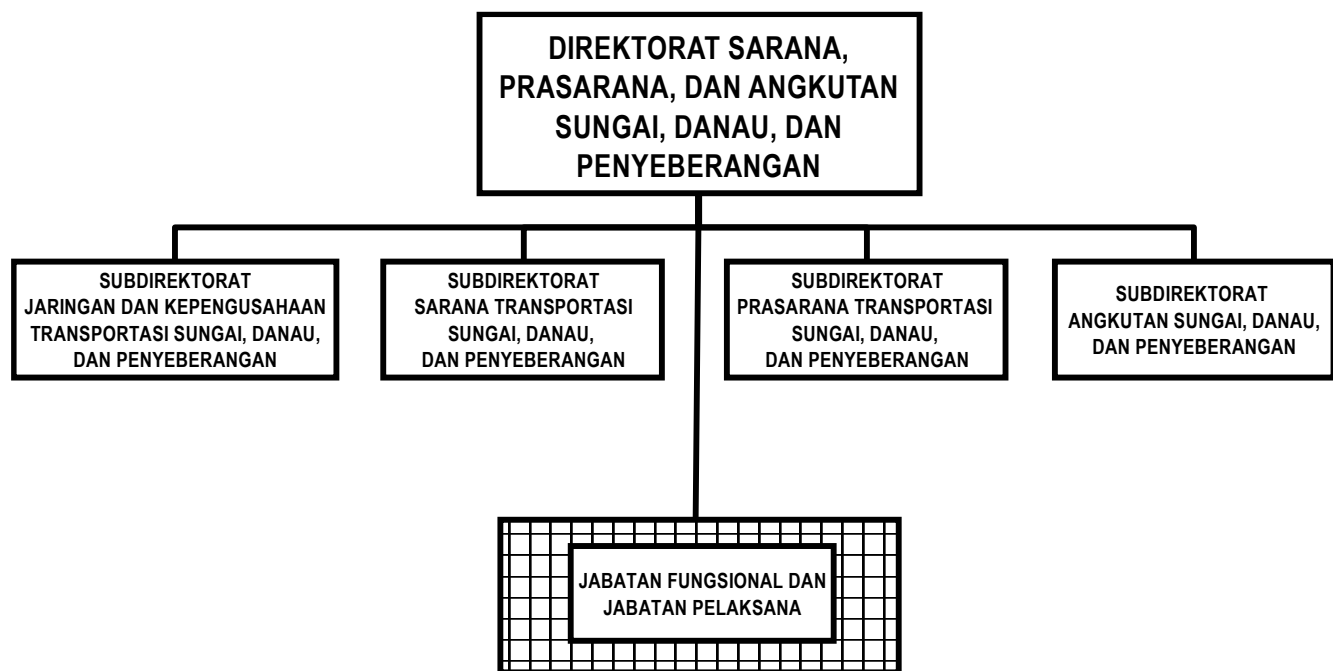 DIREKTORAT SARANA,
PRASARANA, DAN ANGKUTAN
SUNGAI, DANAU, DAN
PENYEBERANGAN
SUBDIREKTORAT
JARINGAN DAN KEPENGUSAHAAN
TRANSPORTASI SUNGAI, DANAU,
DAN PENYEBERANGAN
SUBDIREKTORAT
SARANA TRANSPORTASI
SUNGAI, DANAU,
DAN PENYEBERANGAN
SUBDIREKTORAT
PRASARANA TRANSPORTASI
SUNGAI, DANAU,
DAN PENYEBERANGAN
SUBDIREKTORAT
ANGKUTAN SUNGAI, DANAU,
DAN PENYEBERANGAN
JABATAN FUNGSIONAL DAN
JABATAN PELAKSANA